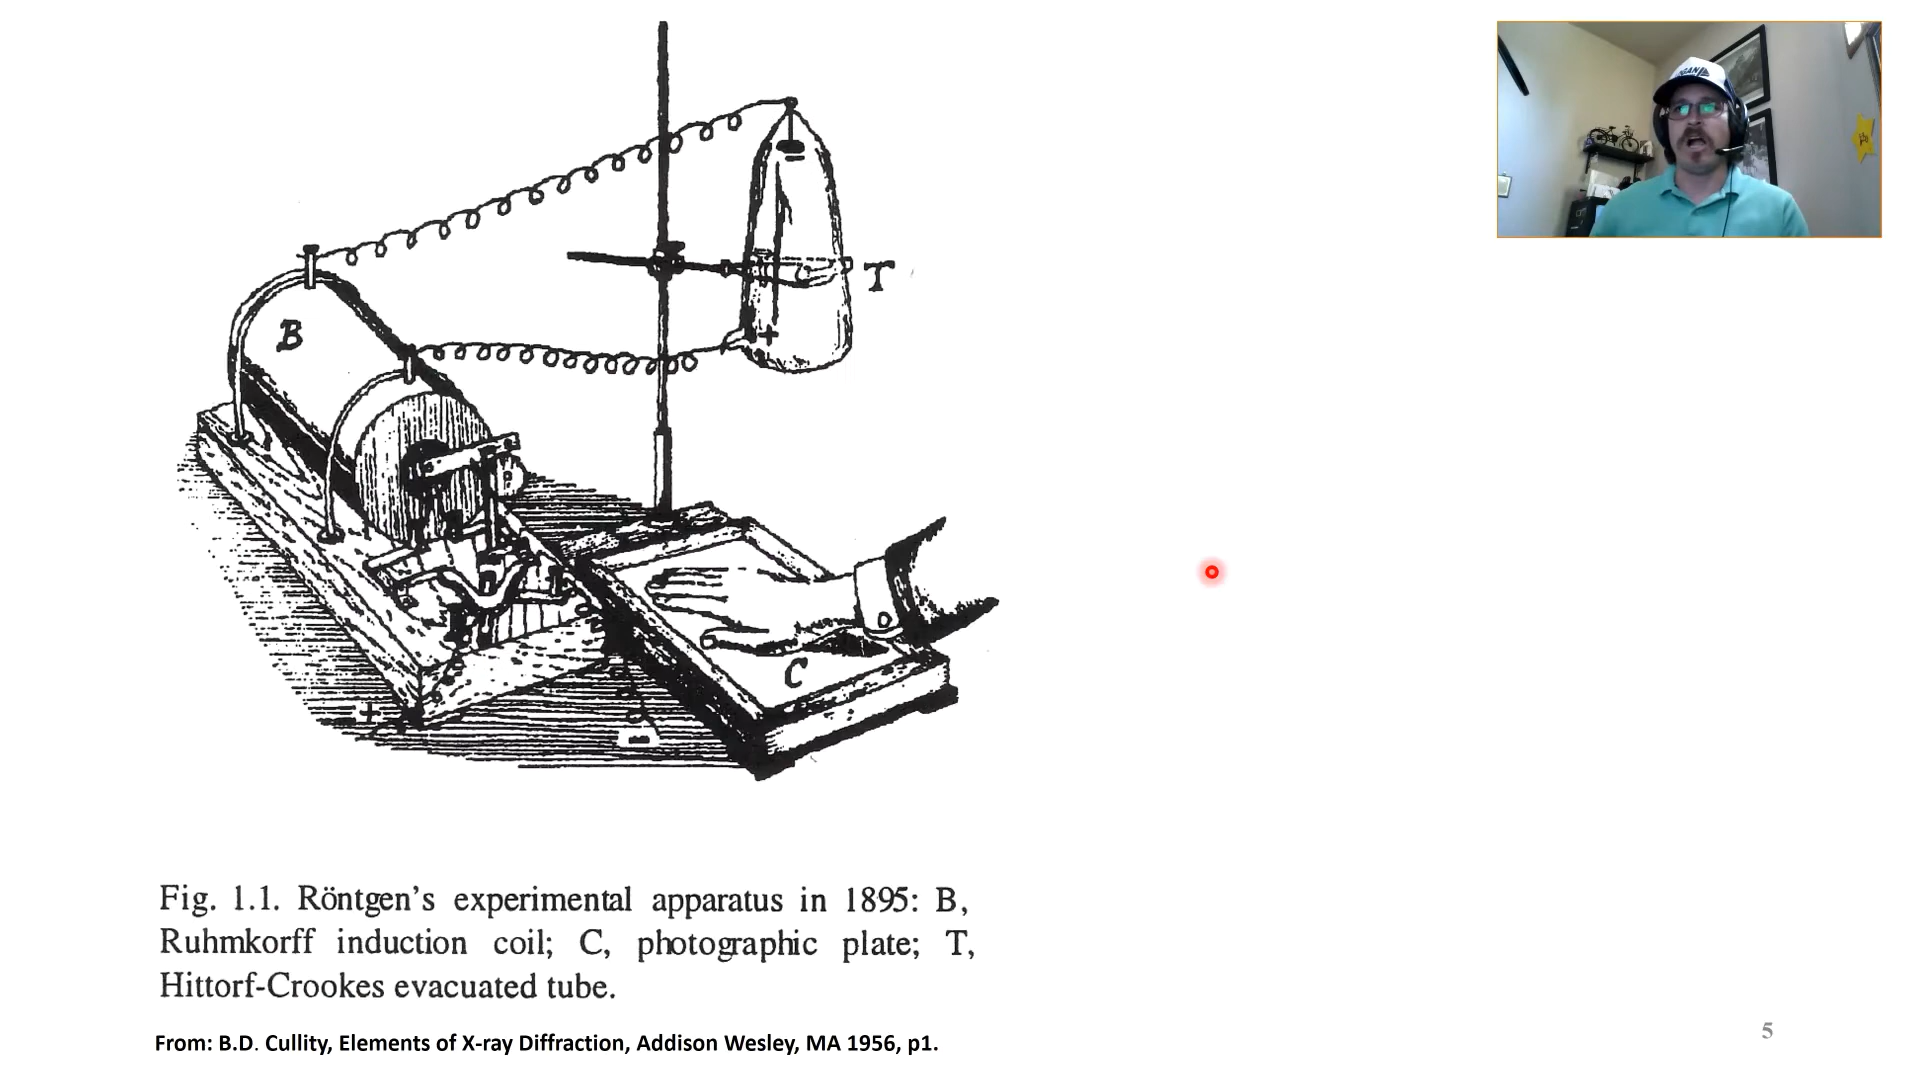 B
T
+
C
+
-
Fig. 1.1. Röntgen's experimental apparatus in 1895: B,
Ruhmkorff induction coil; C, photographic plate; T,
Hittorf-Crookes evacuated tube.
From: B.D. Cullity, Elements of X-ray Diffraction, Addison Wesley, MA 1956, p1.
5